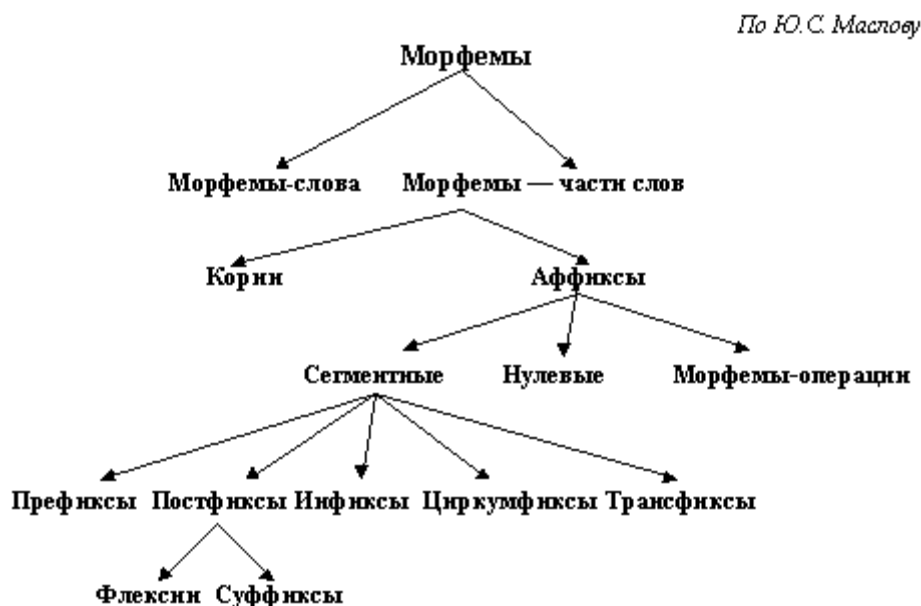 По Ю.С. Маслову
Морфемы
Морфемы-слова Морфемы — части слов
Корни Аффиксы
Сегментные Нулевые Морфемы-операции
Префиксы Постфиксы Инфиксы Циркумфиксы Трансфиксы
Флексии Суффиксы